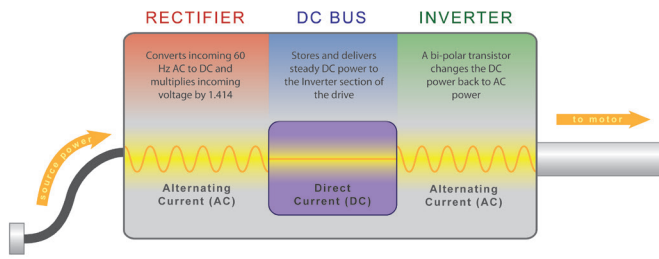 RECTIFIER
DC BUS
INVERTER
Converts incoming 60
Hz AC to DC and
multiplies incoming
voltage by 1.414
Stores and delivers
steady DC power to
the Inverter section of
the drive
A bi-polar transistor
changes the DC
power back to AC
power
source power
to motor
Alternating
Current (AC)
Direct
Current (DC)
Alternating
Current (AC)